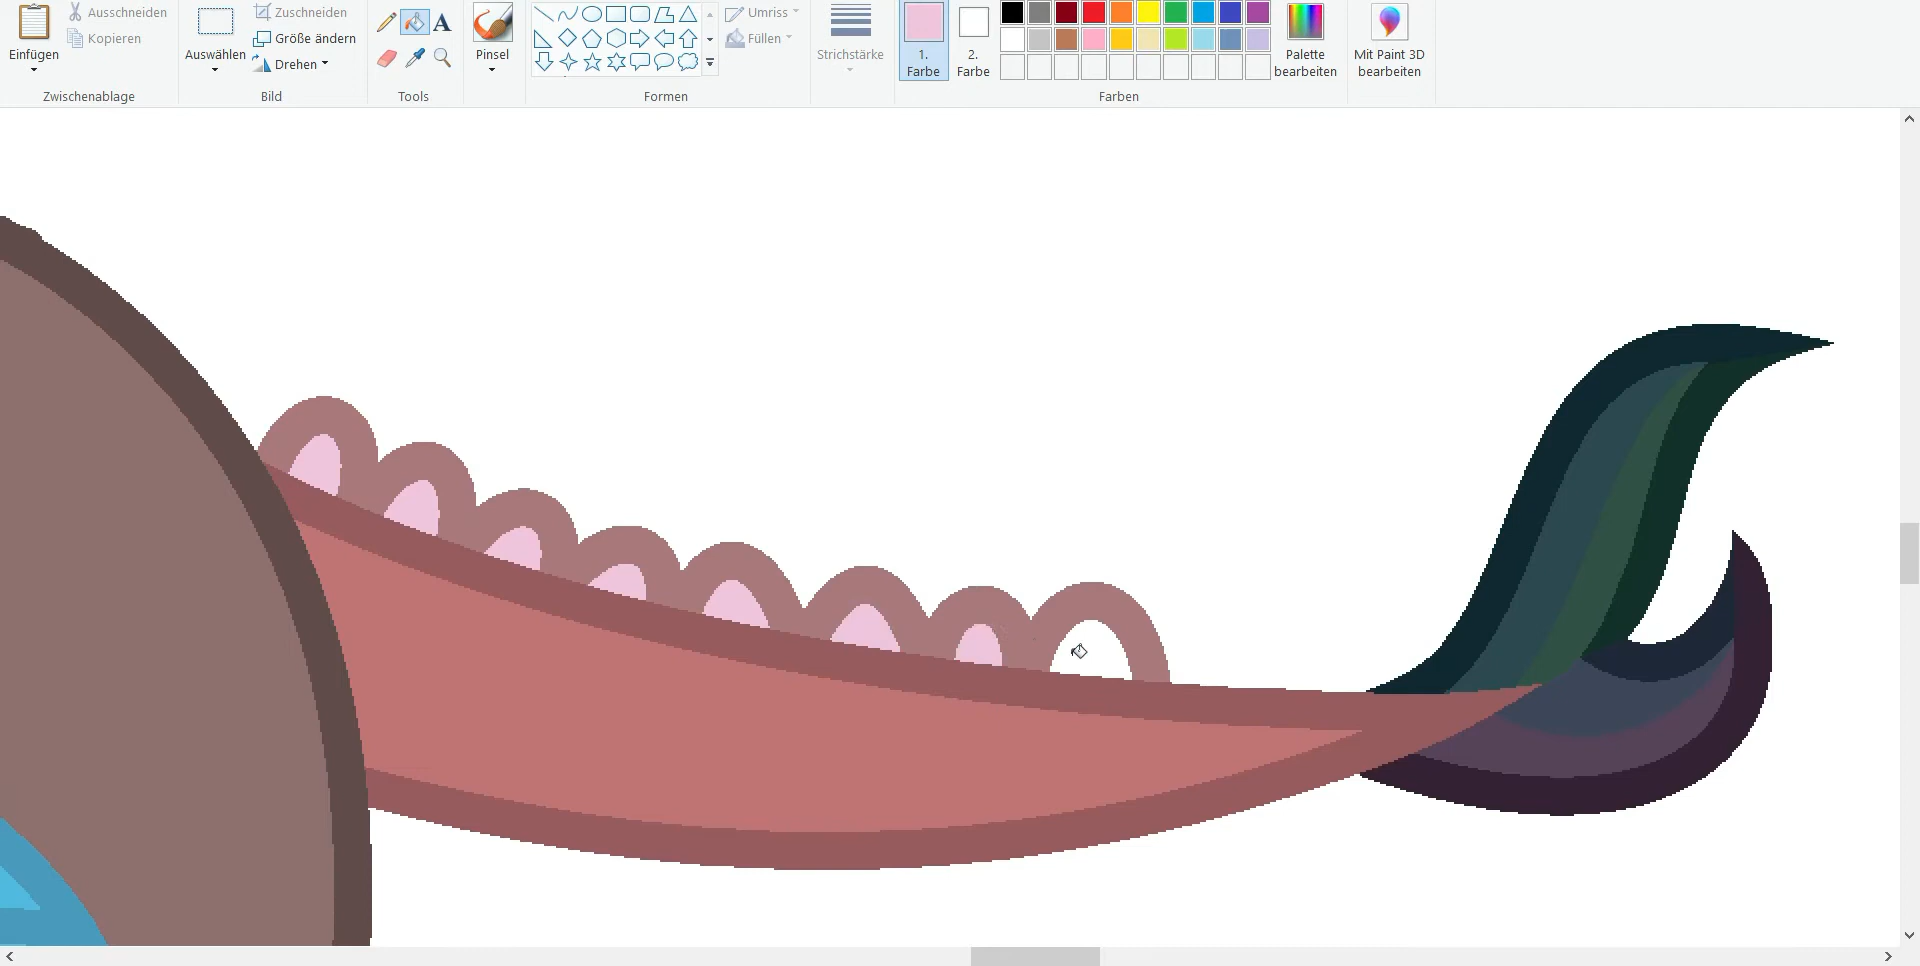 Einfügen
Ausschneiden
Kopieren
Zwischenablage
Auswählen
Zuschneiden
Größe ändern
Drehen
Bild
A
Tools
Pinsel
Umriss
Füllen
Formen
Strichstärke
1.
Farbe
2.
Farbe
Palette
bearbeiten
Mit Paint 3D
bearbeiten
Farben